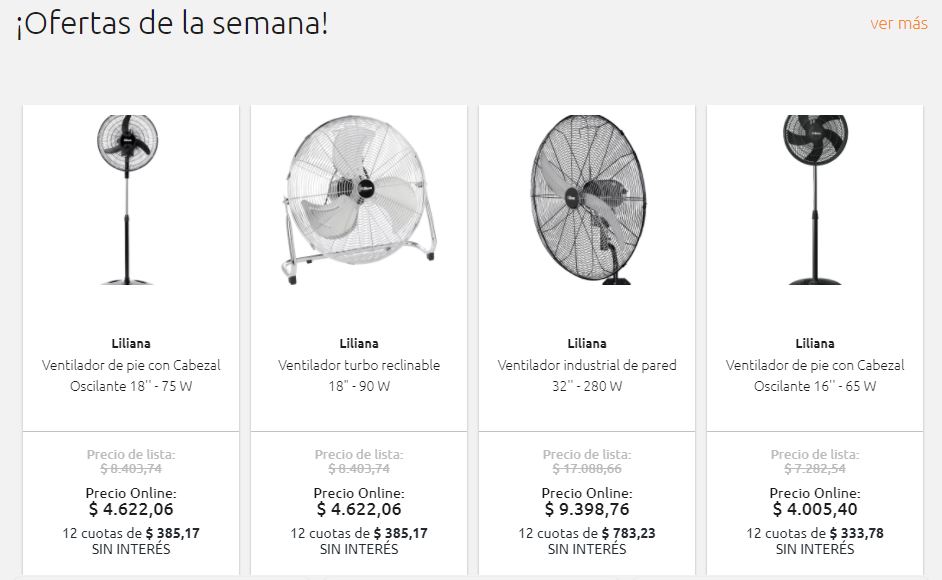 ¡Ofertas de la semana!
ver más
Liliana
Ventilador de pie con Cabezal
Oscilante 18'' - 75 W
Precio de lista:
$ 8.403,74
Precio Online:
$ 4.622,06
12 cuotas de $ 385,17
SIN INTERÉS
Liliana
Ventilador turbo reclinable
18" - 90 W
Precio de lista:
$ 8.403,74
Precio Online:
$ 4.622,06
12 cuotas de $ 385,17
SIN INTERÉS
Liliana
Ventilador industrial de pared
32'' - 280 W
Precio de lista:
$ 17.088,66
Precio Online:
$ 9.398,76
12 cuotas de $ 783,23
SIN INTERÉS
Liliana
Ventilador de pie con Cabezal
Oscilante 16'' - 65 W
Precio de lista:
$ 7.282,54
Precio Online:
$ 4.005,40
12 cuotas de $ 333,78
SIN INTERÉS